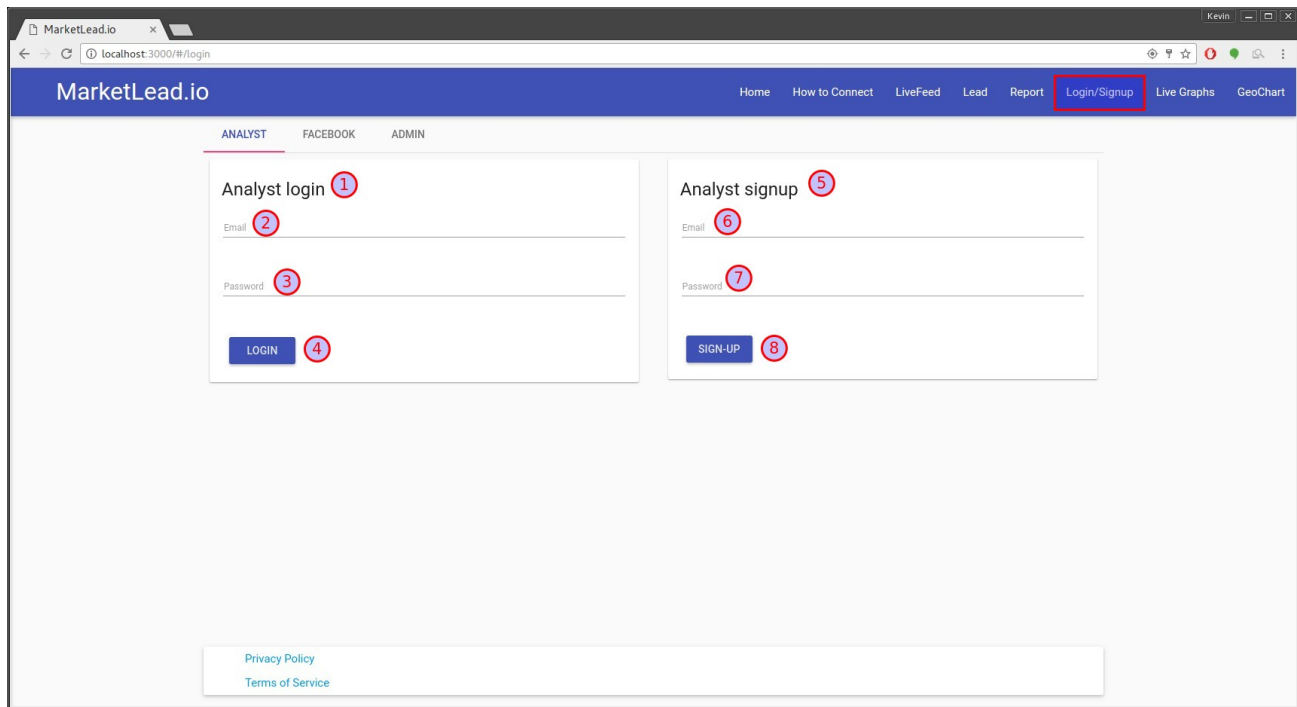 Kevin
MarketLead.io
localhost:3000/#/login
MarketLead.io Home How to Connect LiveFeed Lead Report Login/Signup Live Graphs GeoChart
ANALYST FACEBOOK ADMIN
Analyst login 1
Email 2
Password 3
LOGIN 4
Analyst signup 5
Email 6
Password 7
SIGN-UP 8
Privacy Policy
Terms of Service